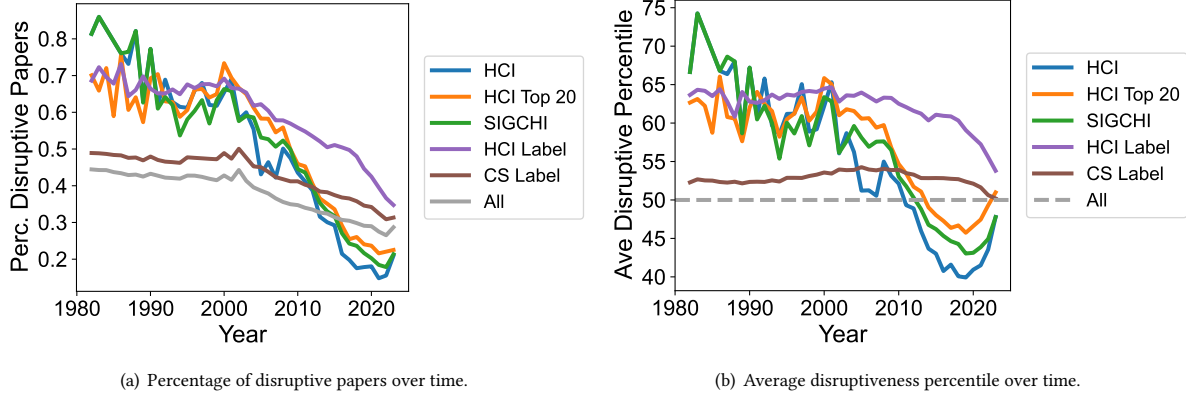 Perc. Disruptive Papers
0.8
0.7
0.6
0.5
0.4
0.3
0.2
1980 1990 2000 2010 2020
Year
HCI
HCI Top 20
SIGCHI
HCI Label
CS Label
All
(a) Percentage of disruptive papers over time.
Ave Disruptive Percentile
75
70
65
60
55
50
45
40
1980 1990 2000 2010 2020
Year
HCI
HCI Top 20
SIGCHI
HCI Label
CS Label
All
(b) Average disruptiveness percentile over time.